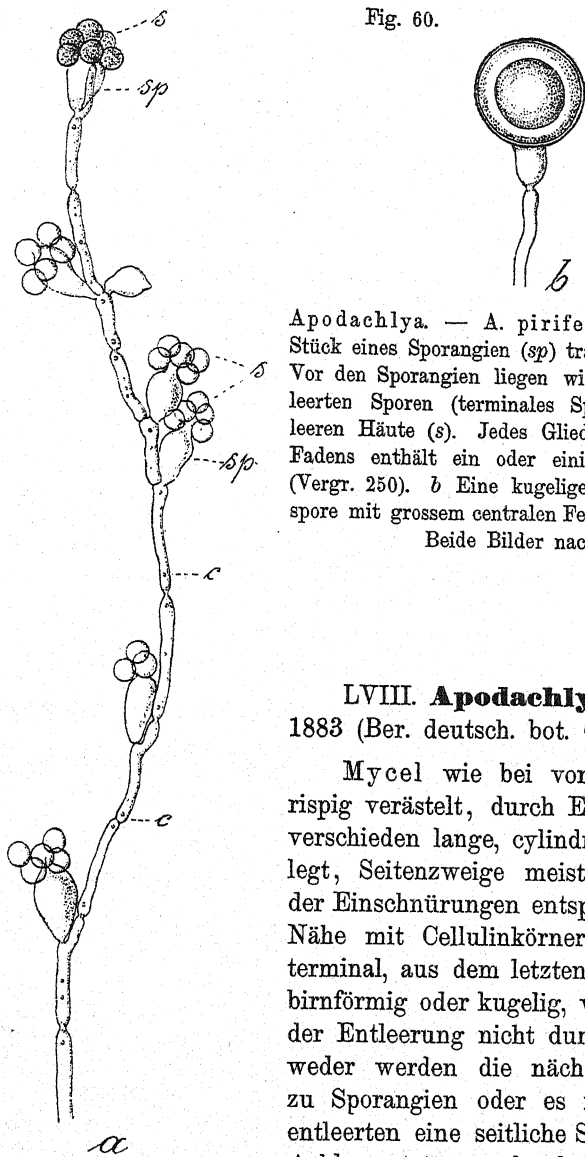 Fig. 60.
s
sp
s
sp
c
c
a
b
Apodachlya. — A. pirife
Stück eines Sporangien (sp) tra
Vor den Sporangien liegen wi
leerten Sporen (terminales Sp
leeren Häute (s). Jedes Glied
Fadens enthält ein oder eini
(Vergr. 250). b Eine kugelige
spore mit grossem centralen Fe
Beide Bilder nac
LVIII. Apodachly
1883 (Ber. deutsch. bot.
Mycel wie bei vor
rispig verästelt, durch E
verschieden lange, cylindr
legt, Seitenzweige meist
der Einschnürungen entsp
Nähe mit Cellulinkörner
terminal, aus dem letzten
birnförmig oder kugelig, v
der Entleerung nicht dur
weder werden die näch
zu Sporangien oder es
entleerten eine seitliche S